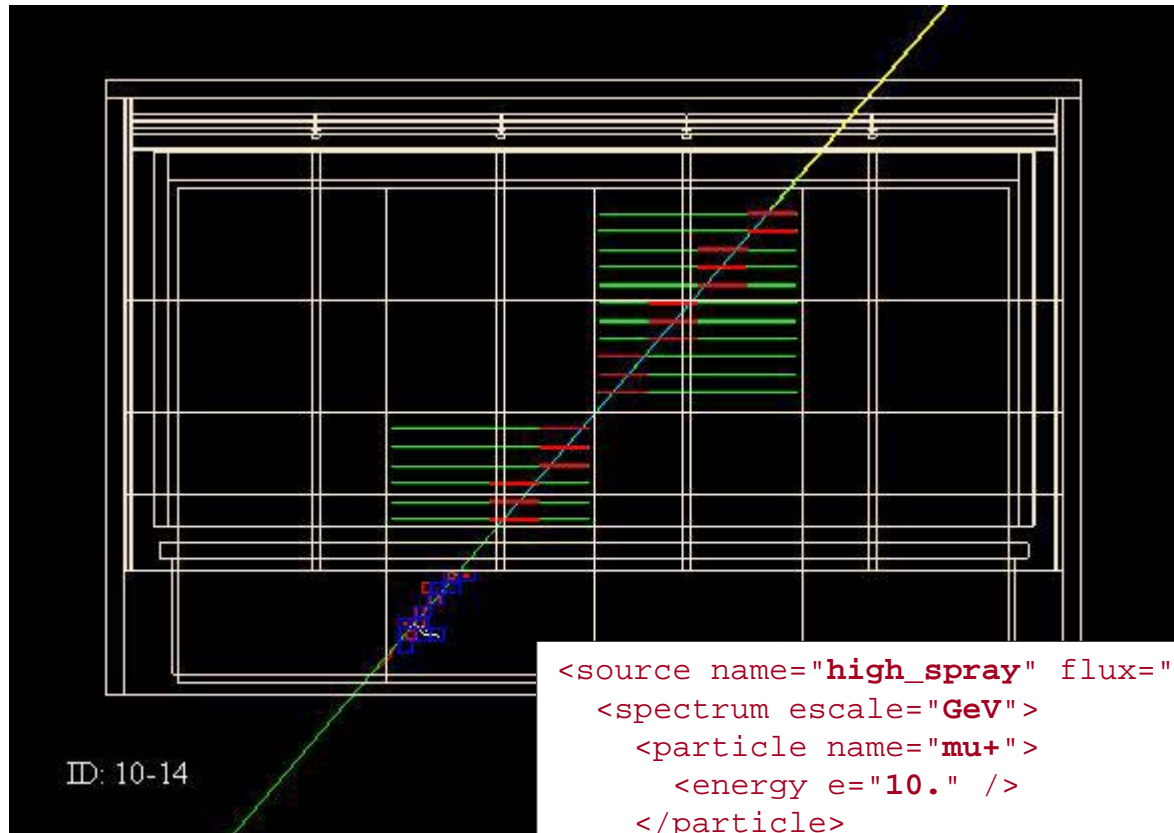 ID: 10-14
<source name="high_spray" flux="
<spectrum escale="GeV">
<particle name="mu+">
<energy e="10." />
</particle>